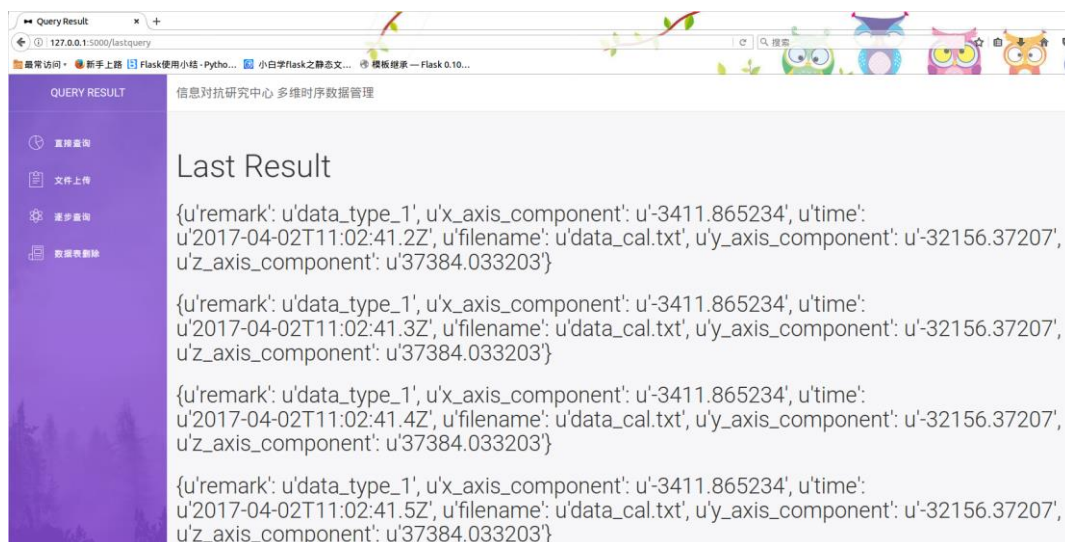 Query Result
127.0.0.1:5000/lastquery
搜索
最常访问 新手上路 Flask使用小结 - Pytho... 小白学flask之静态文... 模板继承 — Flask 0.10...
QUERY RESULT
信息对抗研究中心 多维时序数据管理
直接查询
文件上传
逐步查询
数据表删除
Last Result
{u'remark': u'data_type_1', u'x_axis_component': u'-3411.865234', u'time':
u'2017-04-02T11:02:41.2Z', u'filename': u'data_cal.txt', u'y_axis_component': u'-32156.37207',
u'z_axis_component': u'37384.033203'}
{u'remark': u'data_type_1', u'x_axis_component': u'-3411.865234', u'time':
u'2017-04-02T11:02:41.3Z', u'filename': u'data_cal.txt', u'y_axis_component': u'-32156.37207',
u'z_axis_component': u'37384.033203'}
{u'remark': u'data_type_1', u'x_axis_component': u'-3411.865234', u'time':
u'2017-04-02T11:02:41.4Z', u'filename': u'data_cal.txt', u'y_axis_component': u'-32156.37207',
u'z_axis_component': u'37384.033203'}
{u'remark': u'data_type_1', u'x_axis_component': u'-3411.865234', u'time':
u'2017-04-02T11:02:41.5Z', u'filename': u'data_cal.txt', u'y_axis_component': u'-32156.37207',
u'z_axis_component': u'37384.033203'}